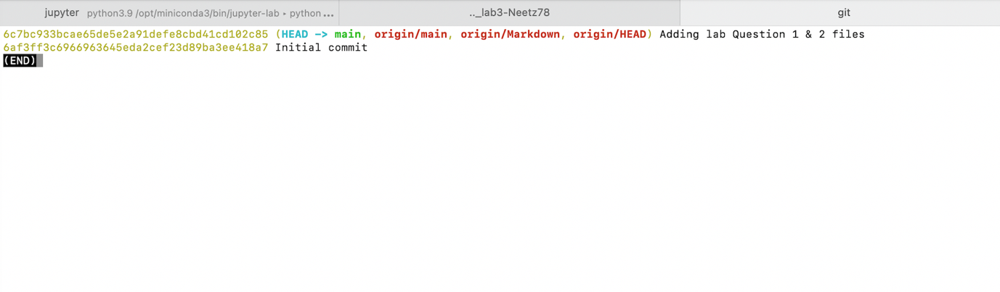 jupyter python3.9 /opt/miniconda3/bin/jupyter-lab ▸ python ... .._lab3-Neetz78 git
6c7bc933bcae65de5e2a91defe8cbd41cd102c85 (HEAD -> main, origin/main, origin/Markdown, origin/HEAD) Adding lab Question 1 & 2 files
6af3ff3c6966963645eda2cef23d89ba3ee418a7 Initial commit
(END)